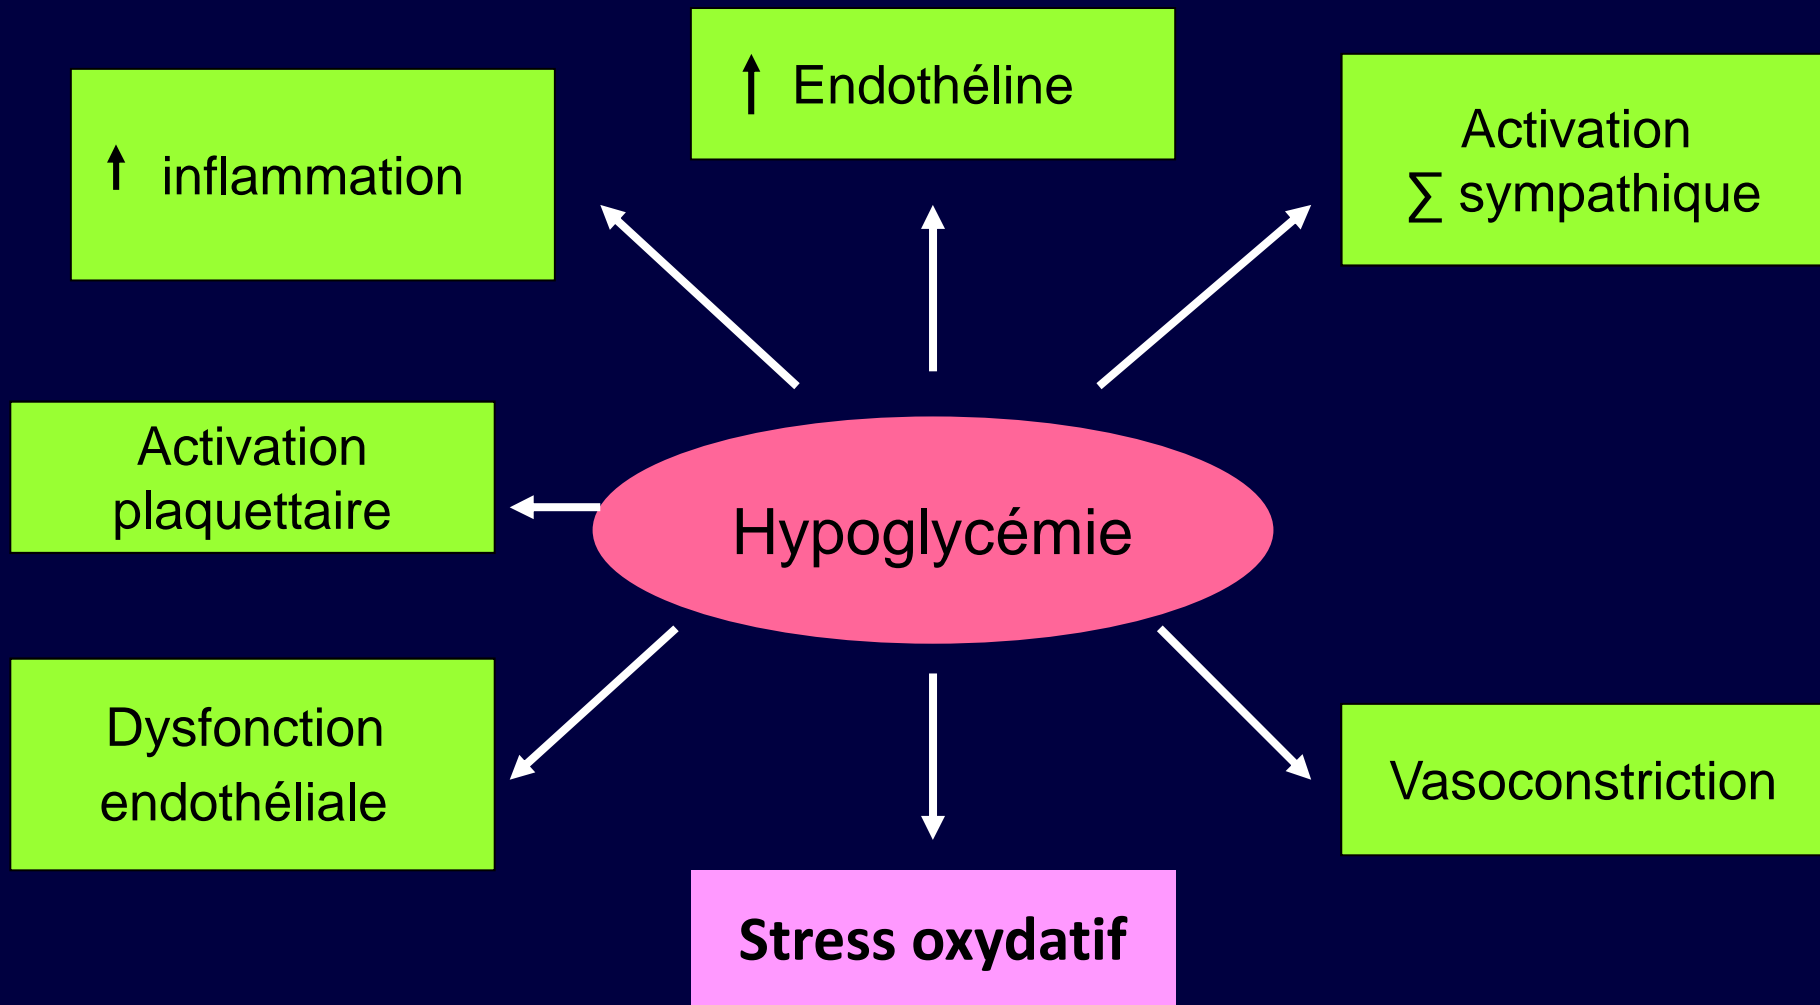 ↑ Endothéline
↑ inflammation
Activation
∑ sympathique
Activation
plaquettaire
Hypoglycémie
Dysfonction
endothéliale
Vasoconstriction
Stress oxydatif